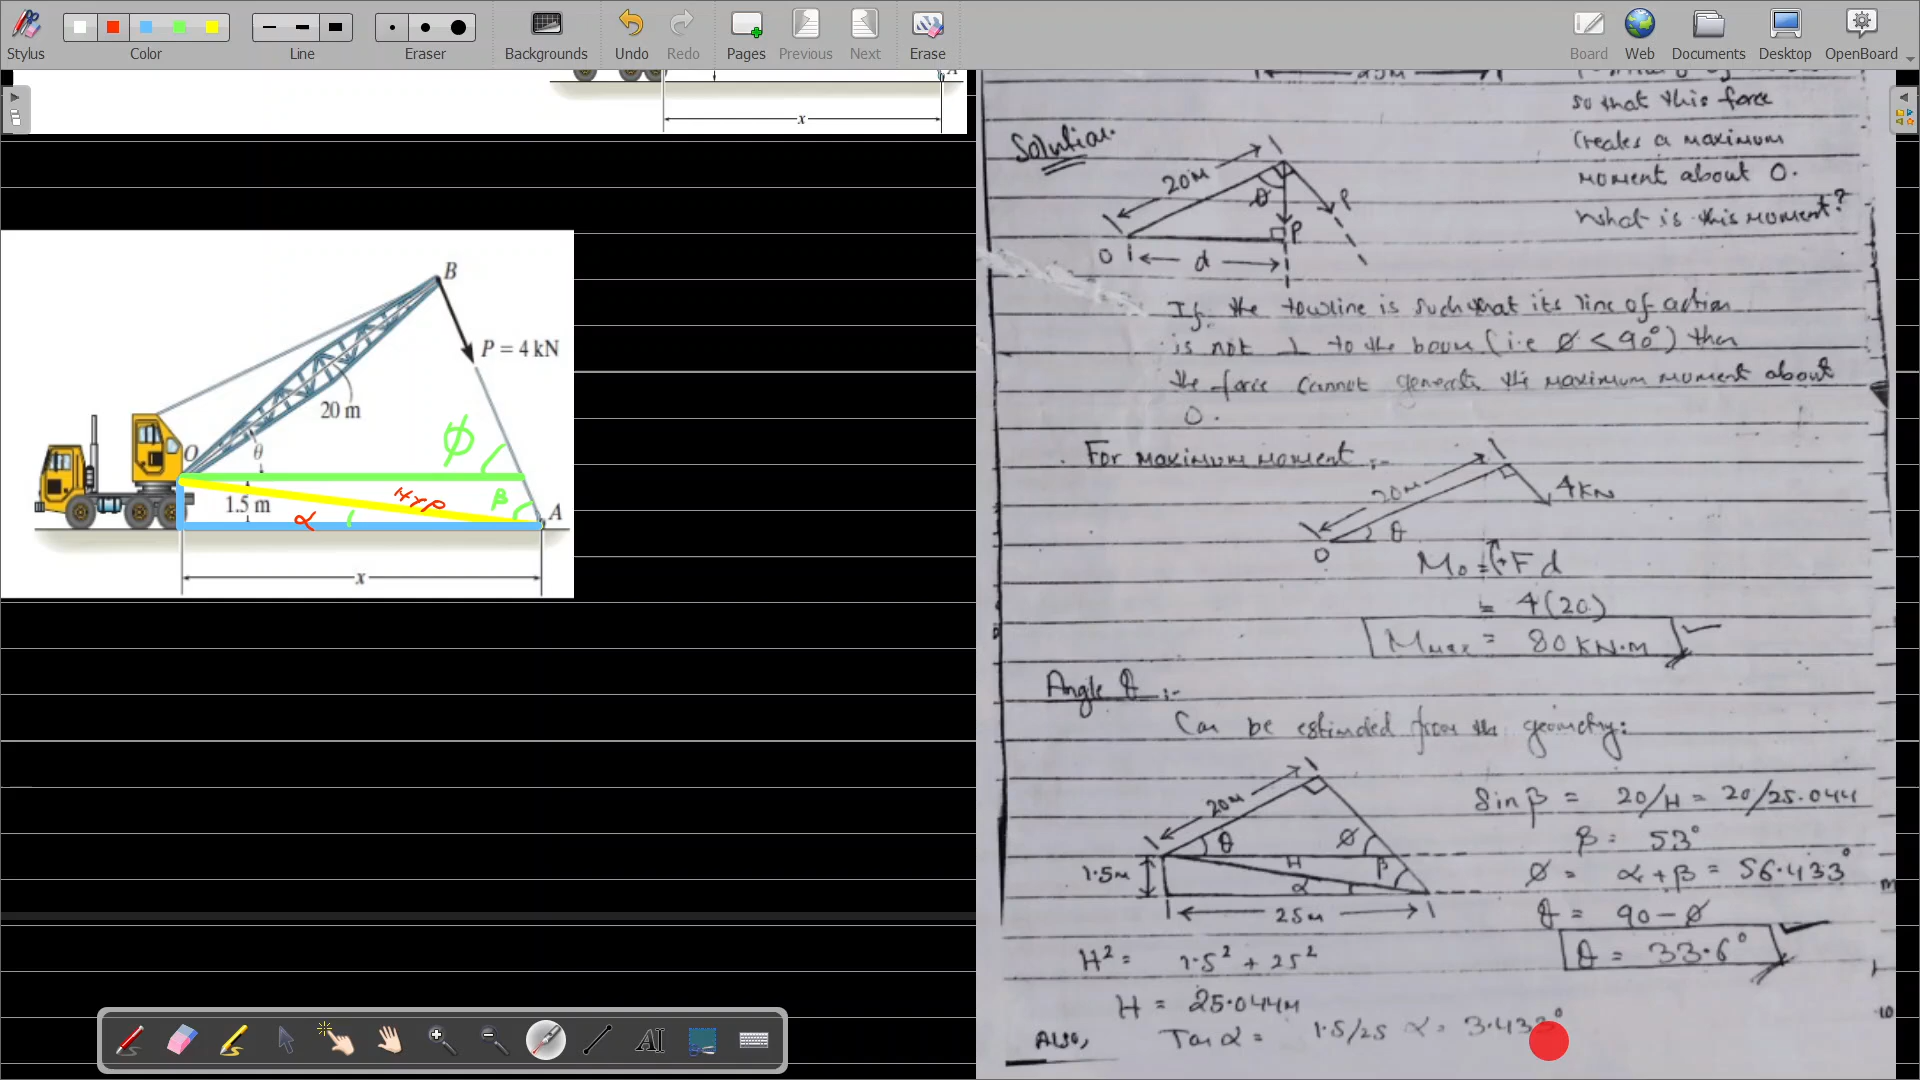 Stylus
Color
Line
Eraser
Backgrounds
Undo
Redo
Pages
Previous
Next
Erase
Board
Web
Documents
Desktop
OpenBoard
x
B
P = 4 kN
20 m
ϕ
O
θ
1.5 m
HYP
β
α
A
x
so that this force
Creates a maximum
moment about O.
What is this moment?
Solution.
20M
θ
P
P
O
d
If the towline is such that its line of action
is not ⊥ to the boom (i.e Ø < 90°) then
the force cannot generate the maximum moment about
O.
For maximum moment :-
20M
4KN
θ
O
Mo = Fd
= 4(20)
Mmax = 80 KN.M
Angle θ :-
Can be estimded from the geometry:
20M
θ
Ø
H
β
1.5M
α
25M
Sin β = 20/H = 20/25.044
β = 53°
Ø = α + β = 56.433°
θ = 90 - Ø
θ = 33.6°
H² = 1.5² + 25²
H = 25.044M
Also,
Tan α = 1.5/25 α = 3.433°